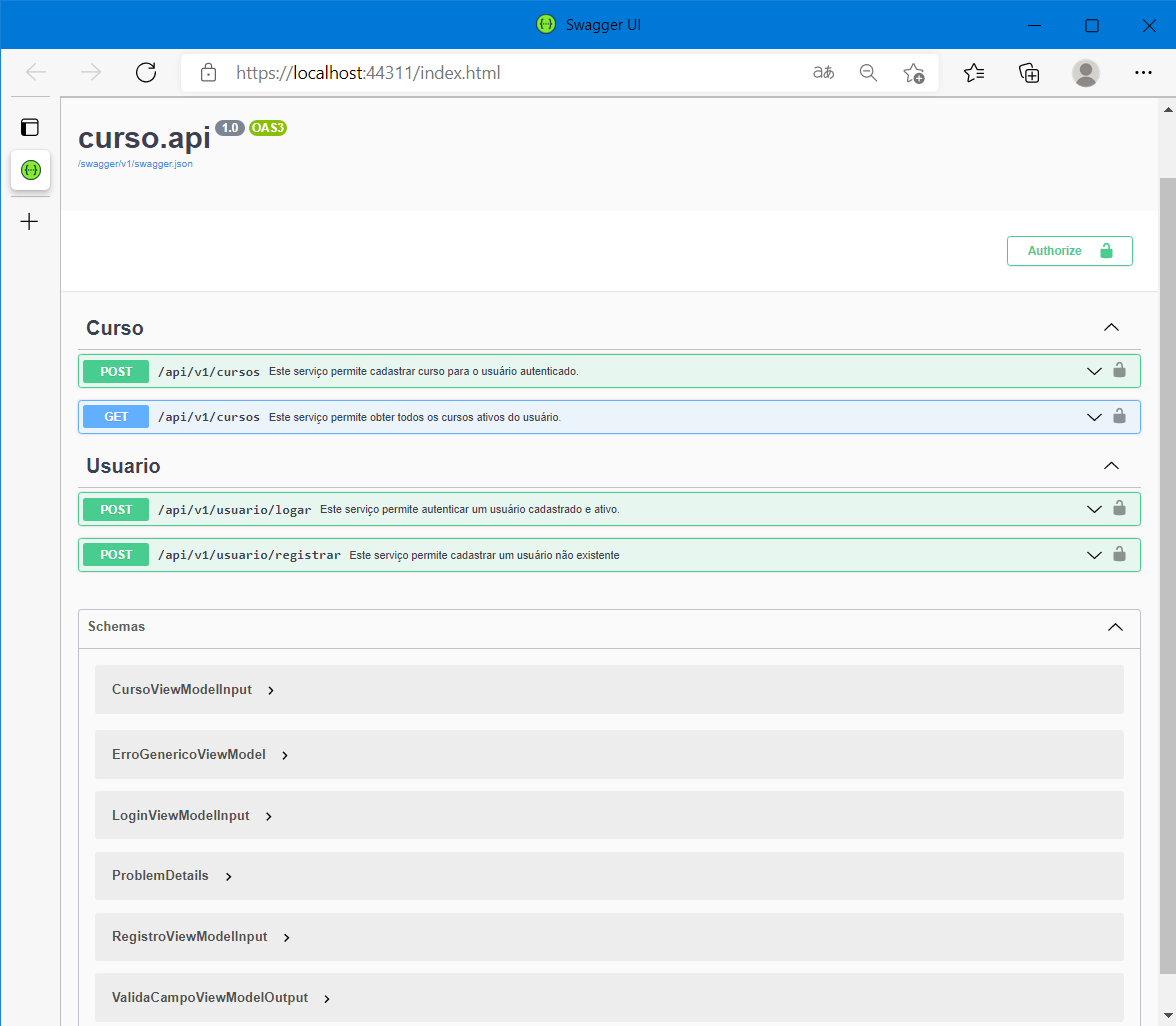 Swagger UI
https://localhost:44311/index.html
aあ
curso.api 1.0 OAS3
/swagger/v1/swagger.json
Authorize
Curso
POST /api/v1/cursos Este serviço permite cadastrar curso para o usuário autenticado.
GET /api/v1/cursos Este serviço permite obter todos os cursos ativos do usuário.
Usuario
POST /api/v1/usuario/logar Este serviço permite autenticar um usuário cadastrado e ativo.
POST /api/v1/usuario/registrar Este serviço permite cadastrar um usuário não existente
Schemas
CursoViewModelInput
ErroGenericoViewModel
LoginViewModelInput
ProblemDetails
RegistroViewModelInput
ValidaCampoViewModelOutput